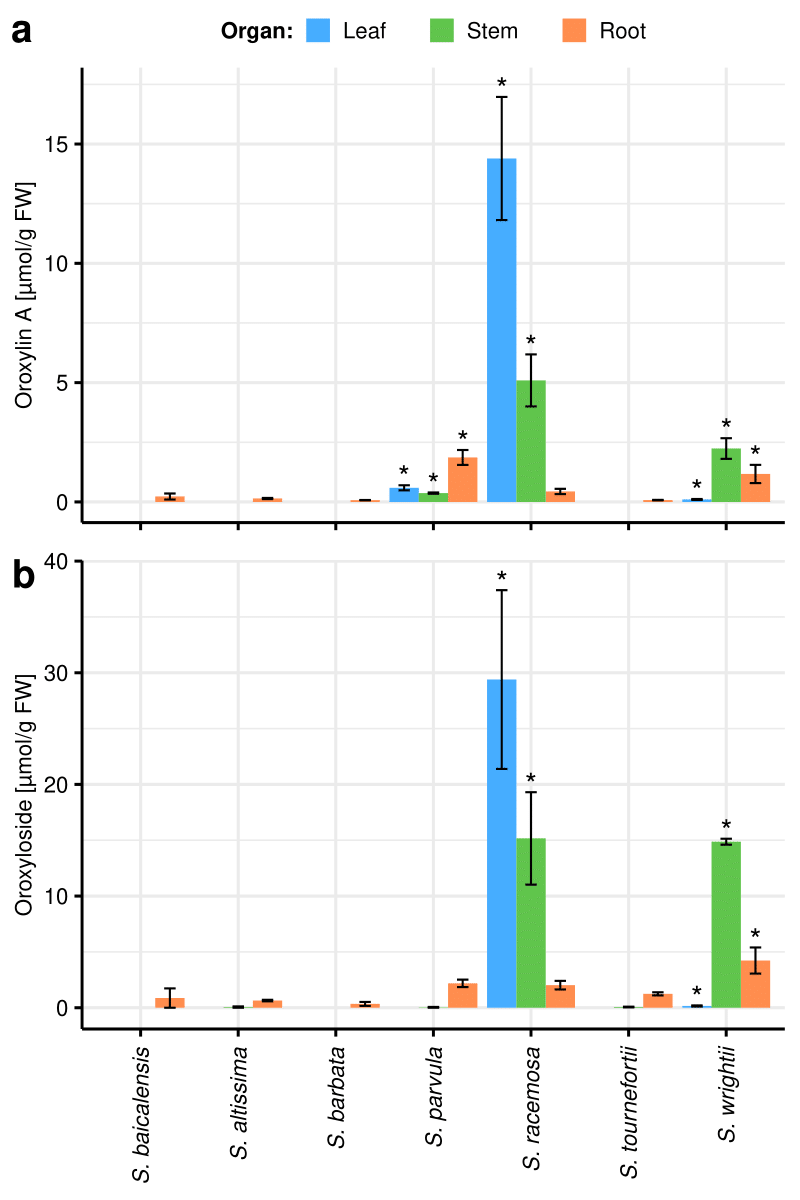 a
Organ: Leaf Stem Root
Oroxylin A [µmol/g FW]
15
10
5
0
* * * * * * * *
b
Oroxyloside [µmol/g FW]
40
30
20
10
0
* * * * *
S. baicalensis
S. altissima
S. barbata
S. parvula
S. racemosa
S. tournefortii
S. wrightii